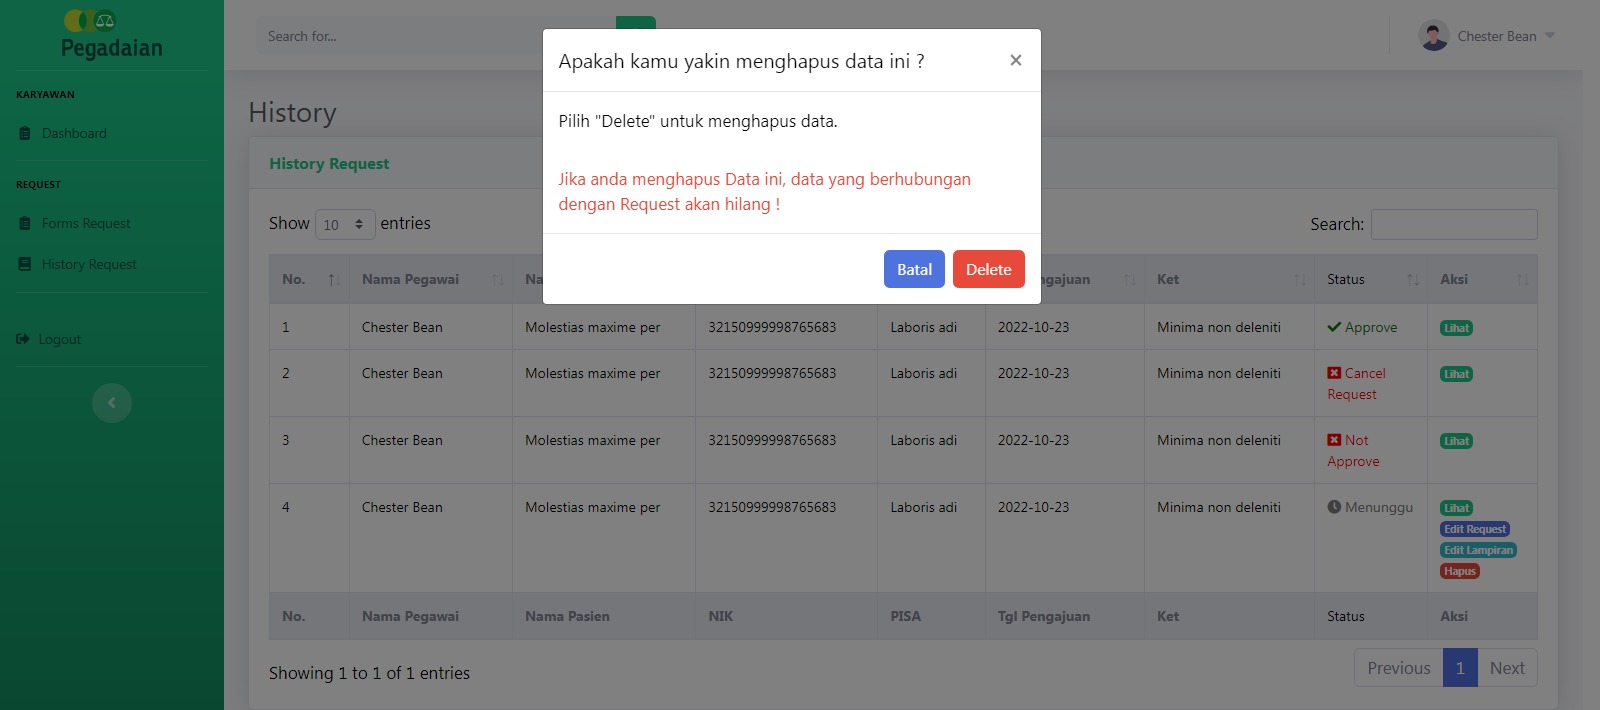 Pegadaian
Search for...
Chester Bean
Apakah kamu yakin menghapus data ini ?
×
Pilih "Delete" untuk menghapus data.
Jika anda menghapus Data ini, data yang berhubungan
dengan Request akan hilang !
Batal Delete
KARYAWAN
Dashboard
REQUEST
Forms Request
History Request
Logout
History
History Request
Show 10 entries
Search:
No. Nama Pegawai Na ngajuan Ket Status Aksi
1 Chester Bean Molestias maxime per 32150999998765683 Laboris adi 2022-10-23 Minima non deleniti Approve Lihat
2 Chester Bean Molestias maxime per 32150999998765683 Laboris adi 2022-10-23 Minima non deleniti Cancel Lihat
Request
3 Chester Bean Molestias maxime per 32150999998765683 Laboris adi 2022-10-23 Minima non deleniti Not Lihat
Approve
4 Chester Bean Molestias maxime per 32150999998765683 Laboris adi 2022-10-23 Minima non deleniti Menunggu Lihat
Edit Request
Edit Lampiran
Hapus
No. Nama Pegawai Nama Pasien NIK PISA Tgl Pengajuan Ket Status Aksi
Showing 1 to 1 of 1 entries
Previous 1 Next